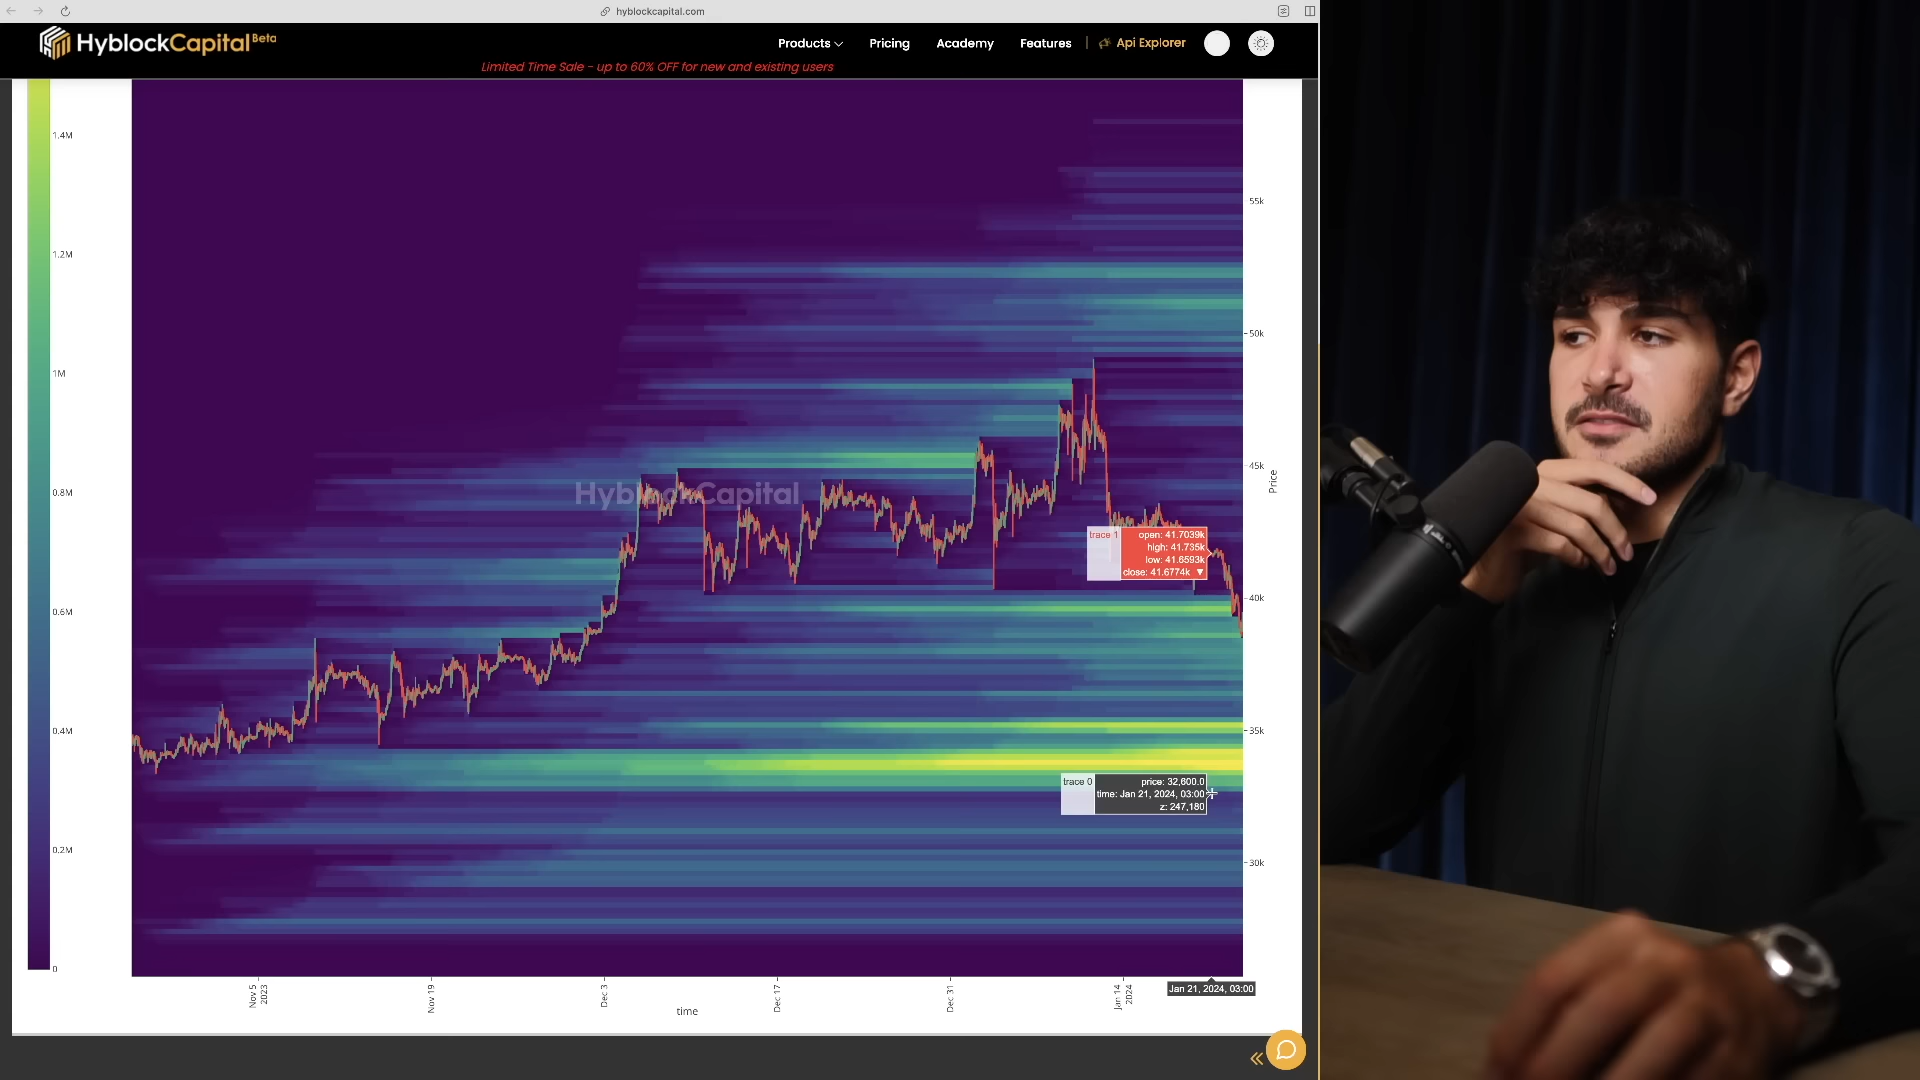 hyblockcapital.com
HyblockCapital Beta
Products
Pricing
Academy
Features
Api Explorer
Limited Time Sale - up to 60% OFF for new and existing users
1.4M
1.2M
1M
0.8M
0.6M
0.4M
0.2M
0
HyblockCapital
55k
50k
45k
40k
35k
30k
Price
trace 1
open: 41.7039k
high: 41.735k
low: 41.6593k
close: 41.6774k ▼
trace 0
price: 32,600.0
time: Jan 21, 2024, 03:00
z: 247,180
Nov 5
2023
Nov 19
Dec 3
Dec 17
Dec 31
Jan 14
2024
Jan 21, 2024, 03:00
time